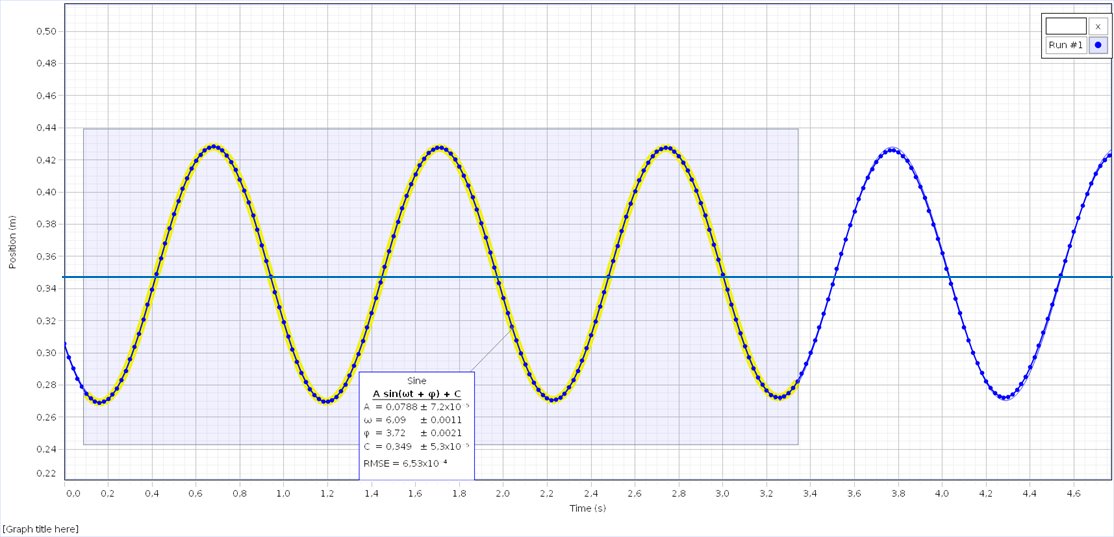 x
Run #1
0.50
0.48
0.46
0.44
0.42
0.40
0.38
0.36
0.34
0.32
0.30
0.28
0.26
0.24
0.22
Position (m)
Sine
A sin(ωt + φ) + C
A = 0,0788 ± 7,2x10⁻⁵
ω = 6,09 ± 0,0011
φ = 3,72 ± 0,0021
C = 0,349 ± 5,3x10⁻⁵
RMSE = 6,53x10⁻⁴
0.0 0.2 0.4 0.6 0.8 1.0 1.2 1.4 1.6 1.8 2.0 2.2 2.4 2.6 2.8 3.0 3.2 3.4 3.6 3.8 4.0 4.2 4.4 4.6
Time (s)
[Graph title here]